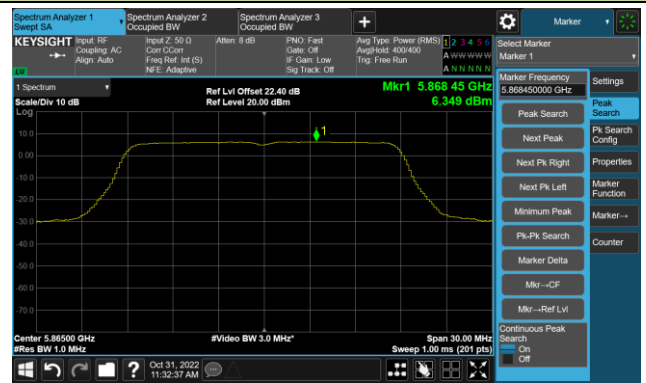 Spectrum Analyzer 1
Swept SA
Spectrum Analyzer 2
Occupied BW
Spectrum Analyzer 3
Occupied BW
Marker
KEYSIGHT
Input: RF
Coupling: AC
Align: Auto
Input Z: 50 Ω
Corr CCorr
Freq Ref: Int (S)
NFE: Adaptive
Atten: 8 dB
PNO: Fast
Gate: Off
IF Gain: Low
Sig Track: Off
Avg Type: Power (RMS)
Avg|Hold: 400/400
Trig: Free Run
1 2 3 4 5 6
A W W W W W
A N N N N N
LW
Select Marker
Marker 1
1 Spectrum
Scale/Div 10 dB
Log
Ref Lvl Offset 22.40 dB
Ref Level 20.00 dBm
Mkr1 5.868 45 GHz
6.349 dBm
1
10.0
0.00
-10.0
-20.0
-30.0
-40.0
-50.0
-60.0
-70.0
Center 5.86500 GHz
#Res BW 1.0 MHz
#Video BW 3.0 MHz*
Span 30.00 MHz
Sweep 1.00 ms (201 pts)
Marker Frequency
5.868450000 GHz
Peak Search
Next Peak
Next Pk Right
Next Pk Left
Minimum Peak
Pk-Pk Search
Marker Delta
Mkr→CF
Mkr→Ref Lvl
Continuous Peak
Search
On
Off
Settings
Peak
Search
Pk Search
Config
Properties
Marker
Function
Marker→
Counter
?
Oct 31, 2022
11:32:37 AM